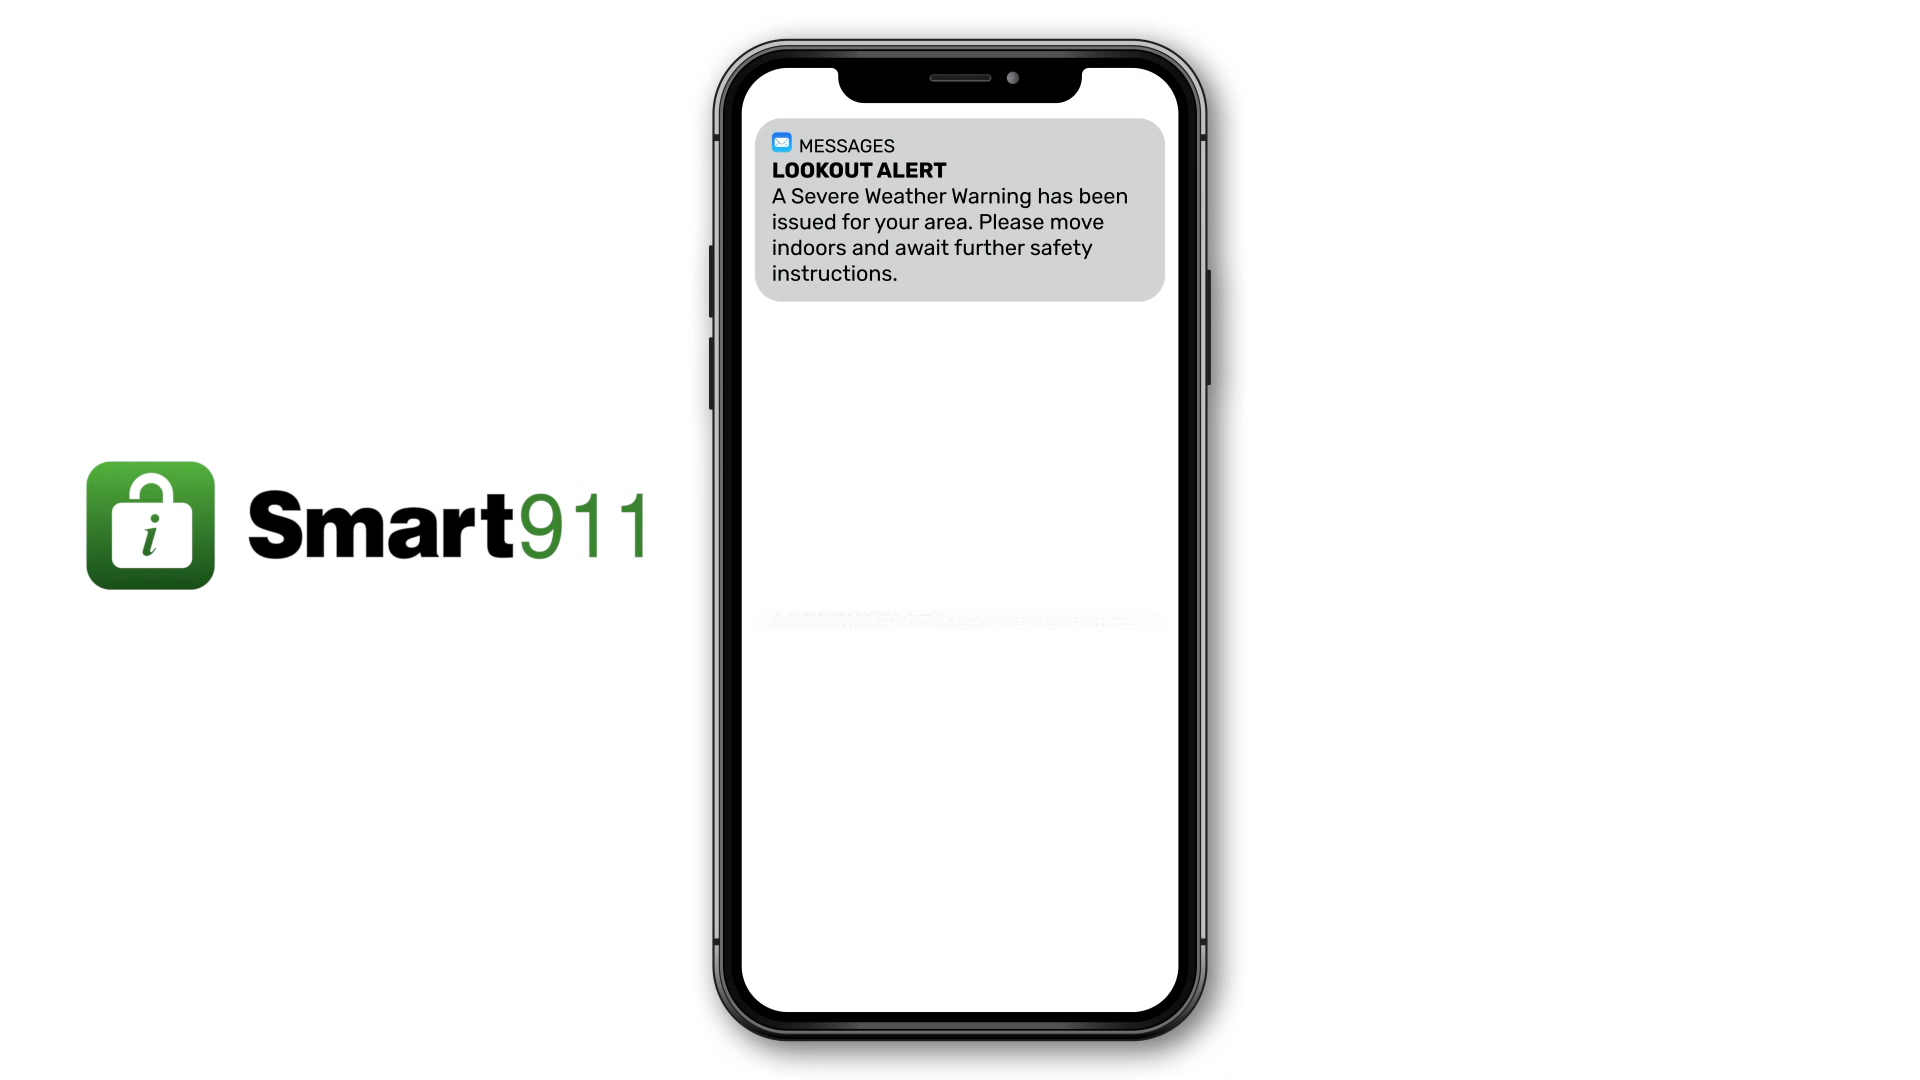 MESSAGES
LOOKOUT ALERT
A Severe Weather Warning has been
issued for your area. Please move
indoors and await further safety
instructions.
i
Smart911